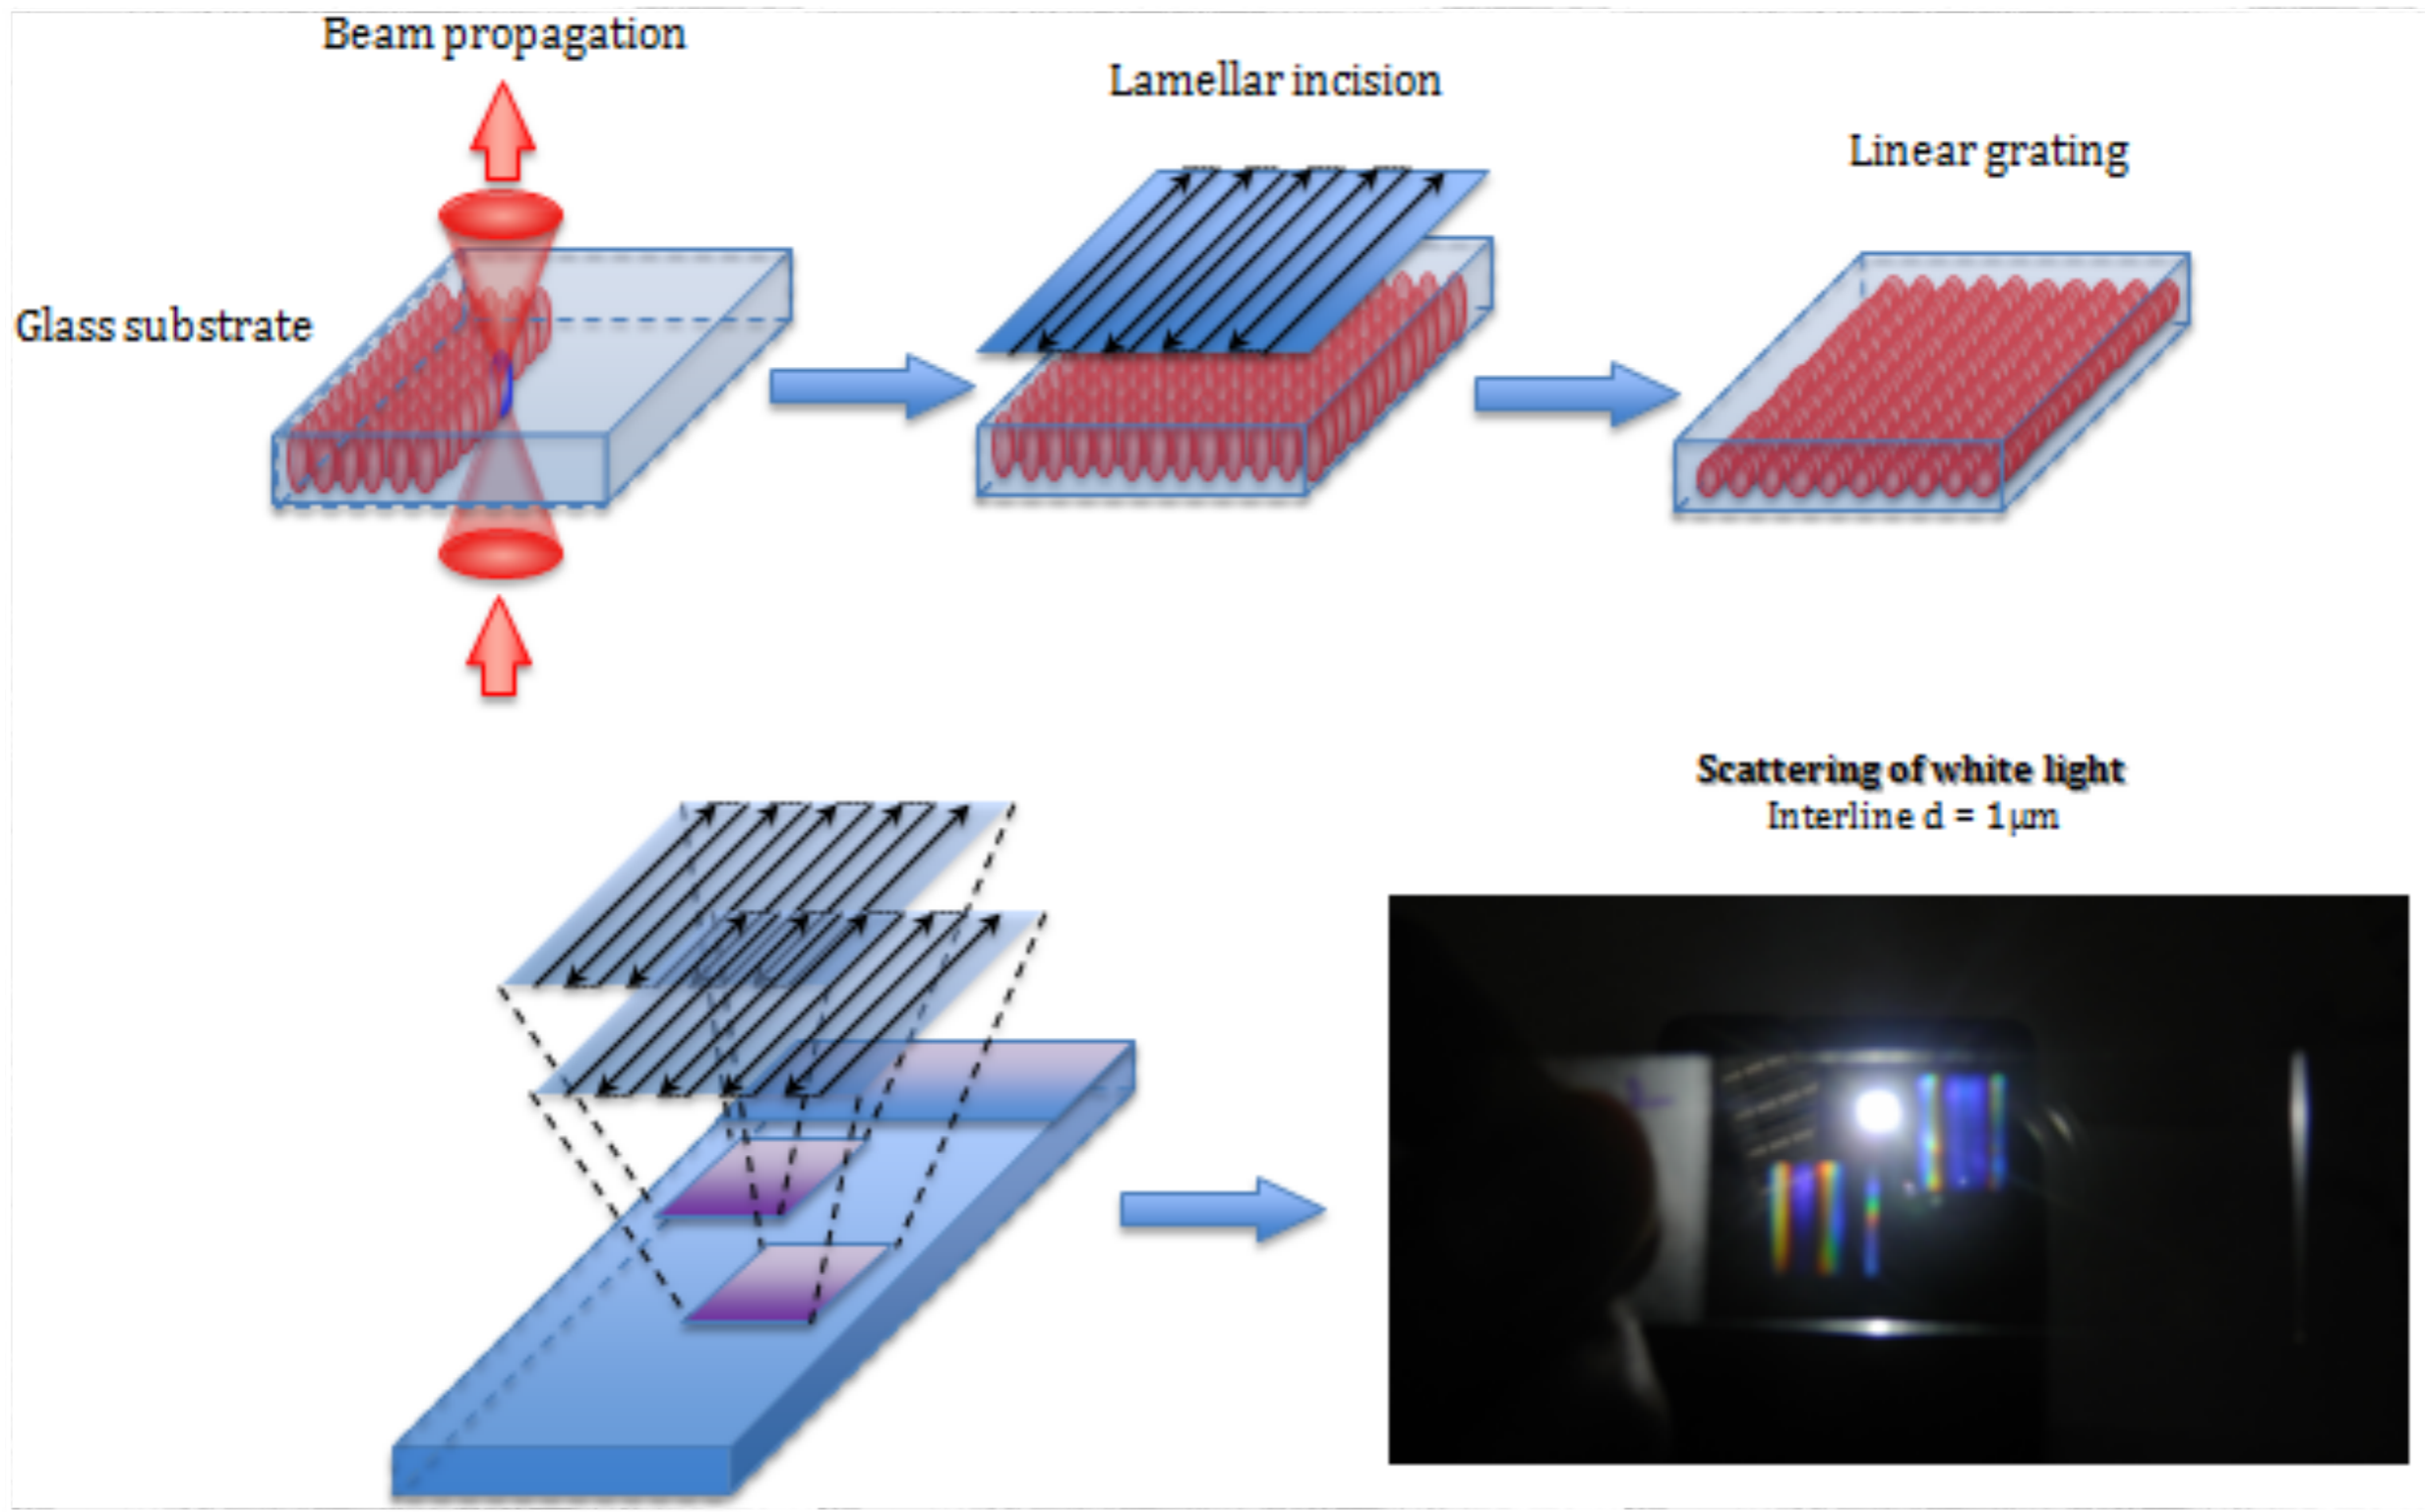 Beam propagation
Lamellar incision
Linear grating
Glass substrate
Scattering of white light
Interline d = 1µm